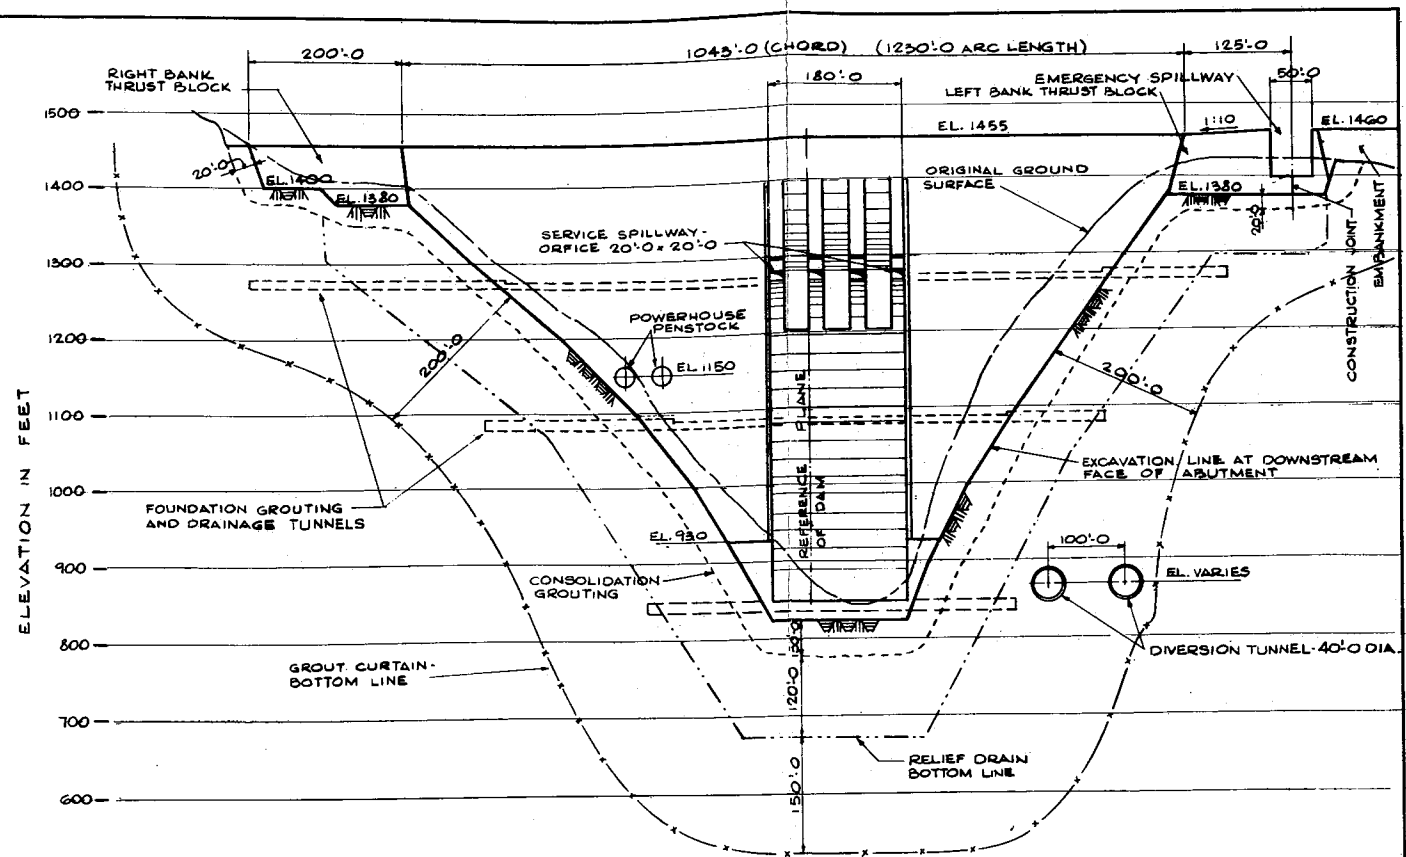 1043'-0 (CHORD) (1230'-0 ARC LENGTH)
200'-0
125'-0
RIGHT BANK
THRUST BLOCK
180'-0
EMERGENCY SPILLWAY
50'-0
LEFT BANK THRUST BLOCK
1500
EL. 1455
1:10
EL. 1460
20'-0
EL. 1400
EL. 1380
ORIGINAL GROUND
SURFACE
EL. 1380
20'-0
1400
SERVICE SPILLWAY-
ORFICE 20'-0 x 20'-0
CONSTRUCTION JOINT
EMBANKMENT
1300
POWERHOUSE
PENSTOCK
1200
200'-0
EL 1150
200'-0
REFERENCE PLANE
OF DAM
1100
EXCAVATION LINE AT DOWNSTREAM
FACE OF ABUTMENT
1000
FOUNDATION GROUTING
AND DRAINAGE TUNNELS
EL. 930
100'-0
900
CONSOLIDATION
GROUTING
EL. VARIES
800
DIVERSION TUNNEL-40'-0 DIA.
GROUT CURTAIN-
BOTTOM LINE
120'-0
700
RELIEF DRAIN
BOTTOM LINE
150'-0
600
ELEVATION IN FEET